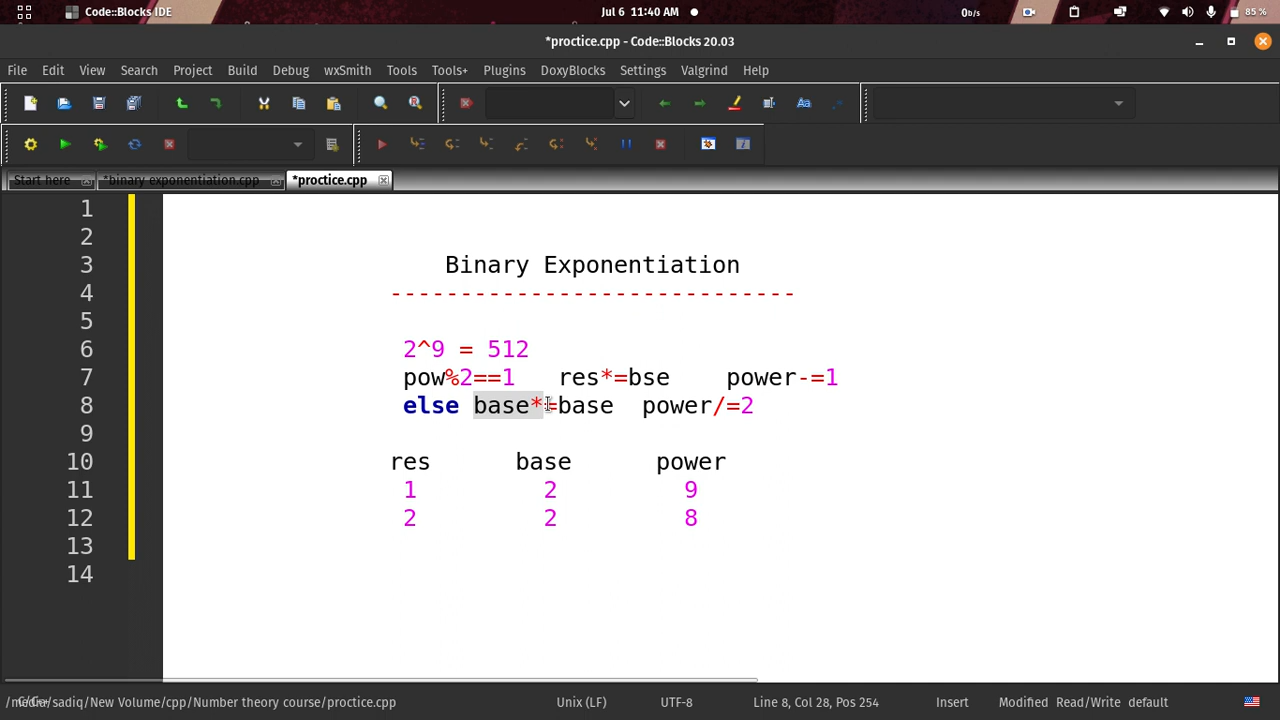 Code::Blocks IDE
Jul 6 11:40 AM
0b/s
85 %
*proctice.cpp - Code::Blocks 20.03
File Edit View Search Project Build Debug wxSmith Tools Tools+ Plugins DoxyBlocks Settings Valgrind Help
Start here *binary exponentiation.cpp *proctice.cpp
1
2
3 Binary Exponentiation
4 -----------------------------
5
6 2^9 = 512
7 pow%2==1 res*=bse power-=1
8 else base*=base power/=2
9
10 res base power
11 1 2 9
12 2 2 8
13
14
/media/sadiq/New Volume/cpp/Number theory course/proctice.cpp Unix (LF) UTF-8 Line 8, Col 28, Pos 254 Insert Modified Read/Write default